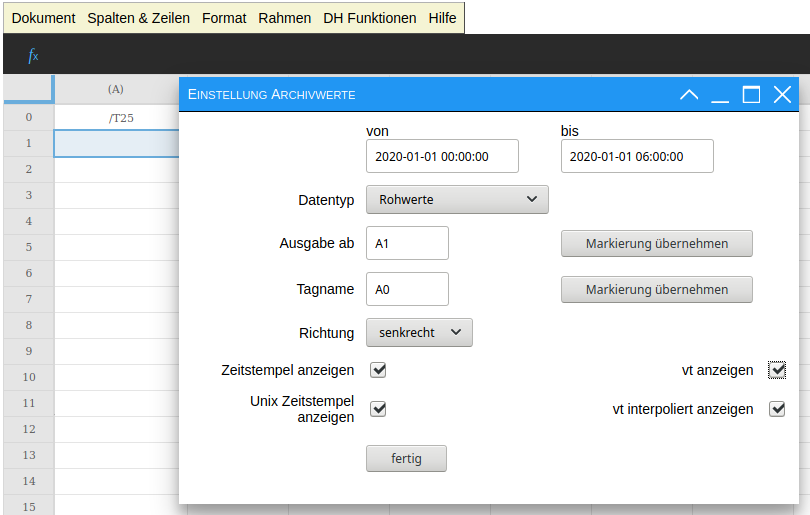 Dokument Spalten & Zeilen Format Rahmen DH Funktionen Hilfe
fx
(A)
Einstellung Archivwerte
0 /T25
1
2
3
4
5
6
7
8
9
10
11
12
13
14
15
von bis
2020-01-01 00:00:00 2020-01-01 06:00:00
Datentyp Rohwerte
Ausgabe ab A1 Markierung übernehmen
Tagname A0 Markierung übernehmen
Richtung senkrecht
Zeitstempel anzeigen vt anzeigen
Unix Zeitstempel
anzeigen vt interpoliert anzeigen
fertig